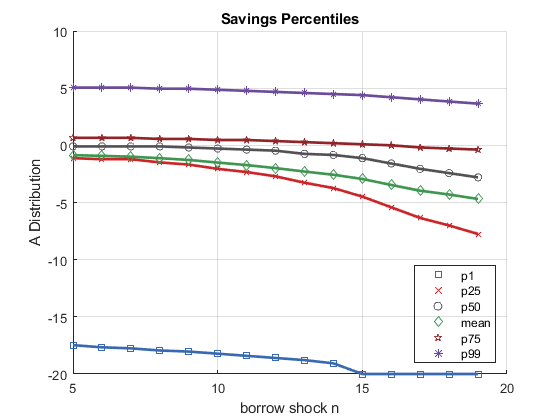 Savings Percentiles
10
5
0
-5
-10
-15
-20
A Distribution
5
10
15
20
borrow shock n
p1
p25
p50
mean
p75
p99